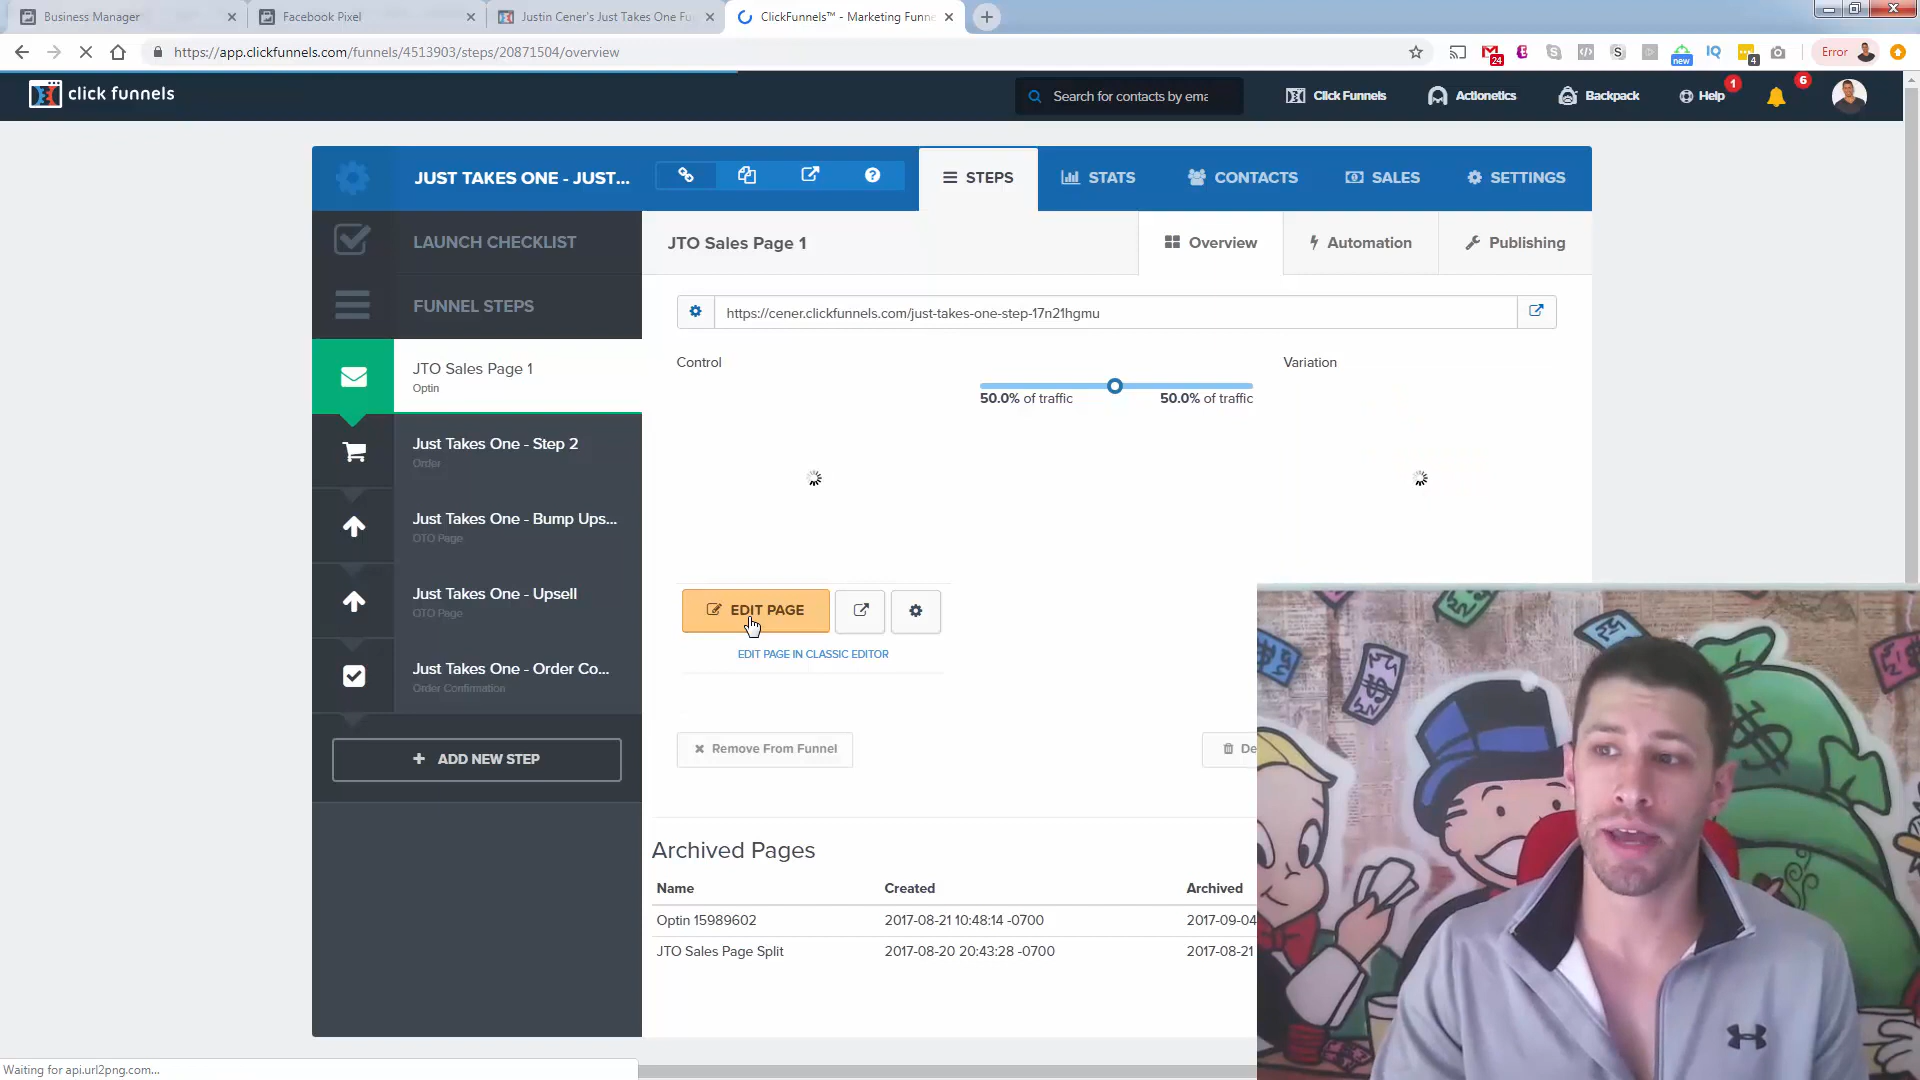 Business Manager
Facebook Pixel
Justin Cener's Just Takes One Fu
ClickFunnels™ - Marketing Funne
https://app.clickfunnels.com/funnels/4513903/steps/20871504/overview
24
new
IQ
4
Error
click funnels
Search for contacts by ema
Click Funnels
Actionetics
Backpack
Help
1
6
JUST TAKES ONE - JUST...
STEPS
STATS
CONTACTS
SALES
SETTINGS
LAUNCH CHECKLIST
JTO Sales Page 1
Overview
Automation
Publishing
FUNNEL STEPS
https://cener.clickfunnels.com/just-takes-one-step-17n21hgmu
JTO Sales Page 1
Optin
Control
Variation
50.0% of traffic
50.0% of traffic
Just Takes One - Step 2
Order
Just Takes One - Bump Ups...
OTO Page
Just Takes One - Upsell
OTO Page
EDIT PAGE
EDIT PAGE IN CLASSIC EDITOR
Just Takes One - Order Co...
Order Confirmation
+ ADD NEW STEP
Remove From Funnel
De
Archived Pages
Name Created Archived
Optin 15989602 2017-08-21 10:48:14 -0700 2017-09-04
JTO Sales Page Split 2017-08-20 20:43:28 -0700 2017-08-21
Waiting for api.url2png.com...